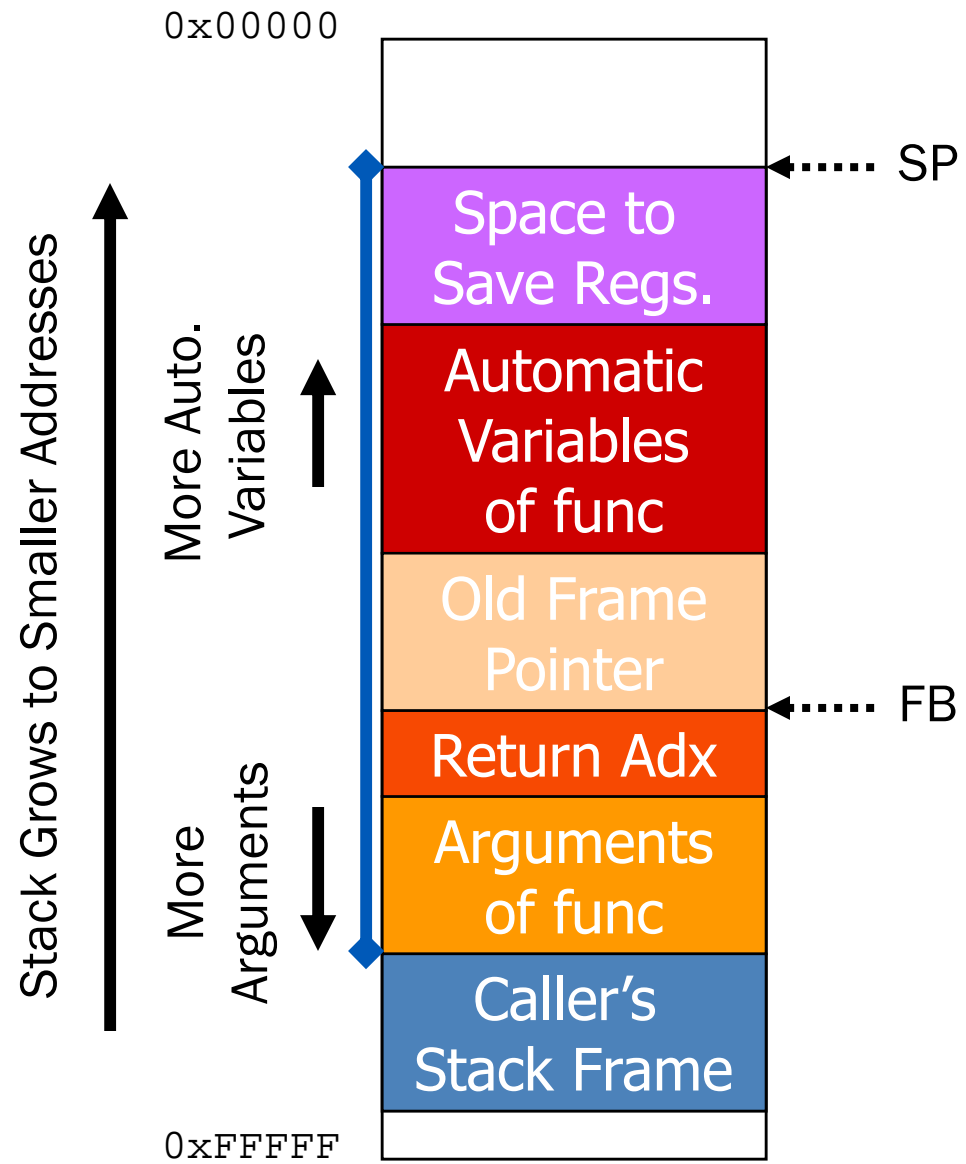 0x00000
SP
Space to
Save Regs.
Automatic
Variables
of func
Old Frame
Pointer
FB
Return Adx
Arguments
of func
Caller’s
Stack Frame
0xFFFFF
Stack Grows to Smaller Addresses
More Auto.
Variables
More
Arguments